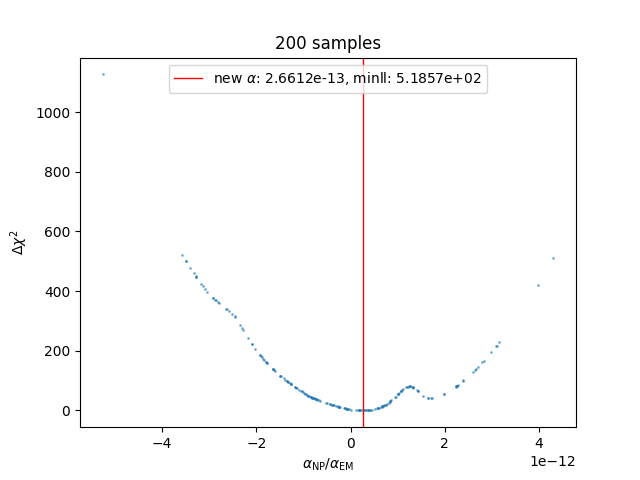 200 samples
new α: 2.6612e-13, minll: 5.1857e+02
Δχ²
1000
800
600
400
200
0
−4
−2
0
2
4
1e−12
α_NP/α_EM